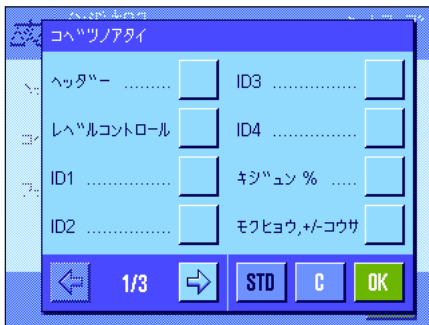 コベツノアタイ
ヘッダー .........
ID3 ................
レベルコントロール
ID4 ................
ID1 .................
キジュン % .....
ID2 .................
モクヒョウ,+/-コウサ
1/3
STD
C
OK